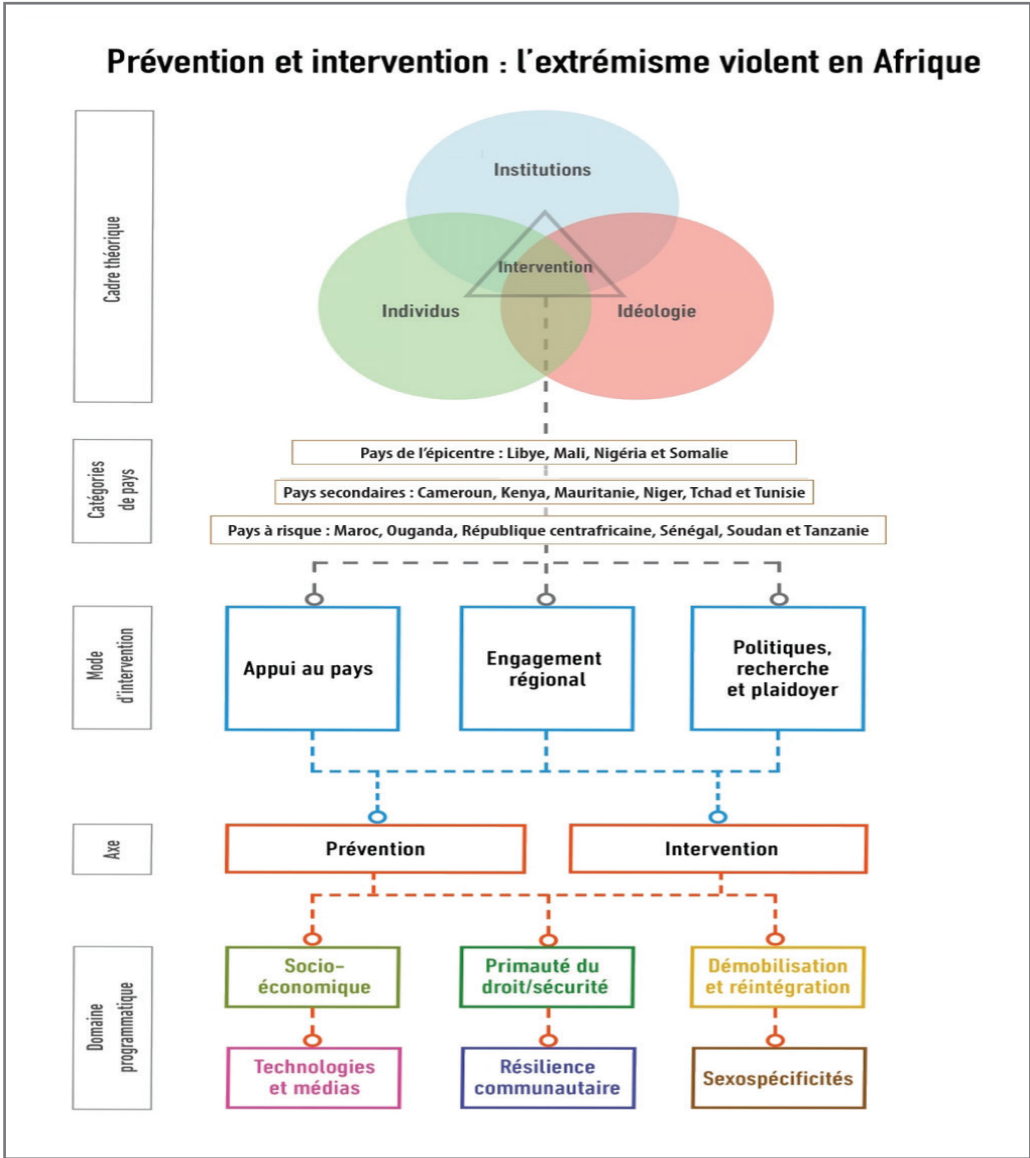 Prévention et intervention : l'extrémisme violent en Afrique
Cadre théorique
Institutions
Intervention
Individus
Idéologie
Catégories
de pays
Pays de l'épicentre : Libye, Mali, Nigéria et Somalie
Pays secondaires : Cameroun, Kenya, Mauritanie, Niger, Tchad et Tunisie
Pays à risque : Maroc, Ouganda, République centrafricaine, Sénégal, Soudan et Tanzanie
Mode
d'intervention
Appui au pays
Engagement
régional
Politiques,
recherche
et plaidoyer
Axe
Prévention
Intervention
Domaine
programmatique
Socio-
économique
Primauté du
droit/sécurité
Démobilisation
et réintégration
Technologies
et médias
Résilience
communautaire
Sexospécificités